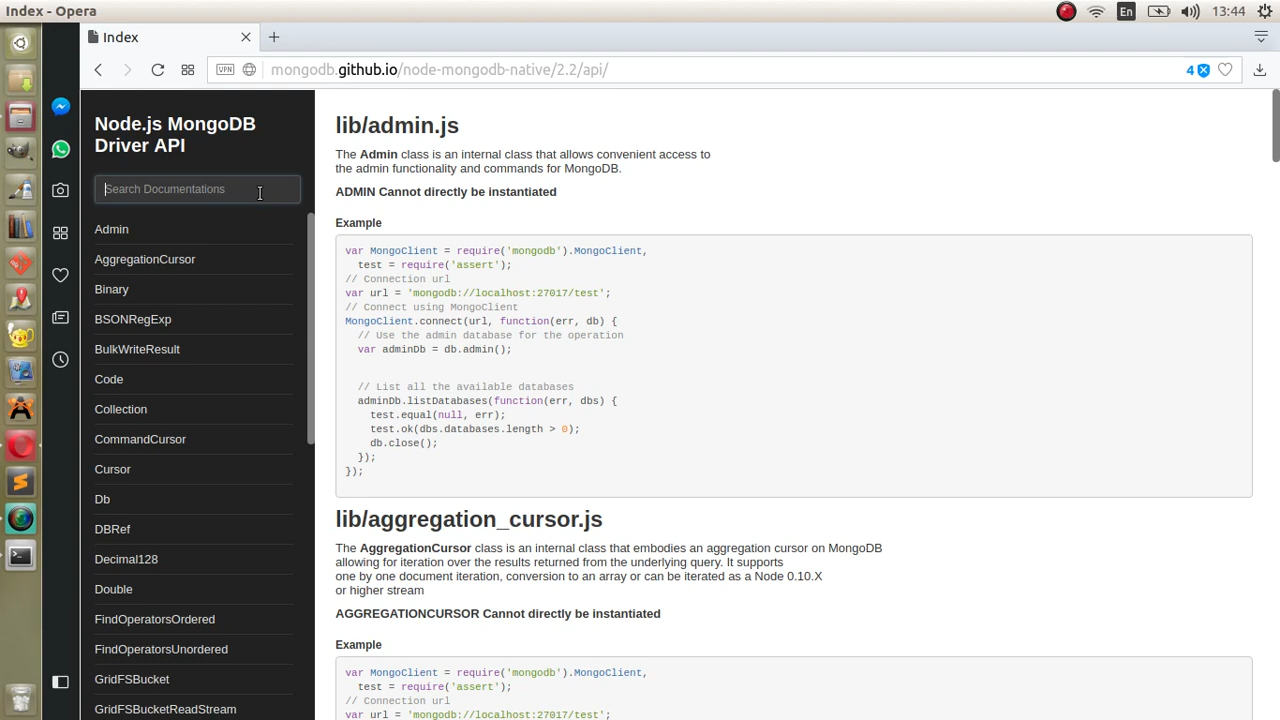 Index - Opera
En
13:44
Index
VPN
mongodb.github.io/node-mongodb-native/2.2/api/
4
Node.js MongoDB
Driver API
Search Documentations
Admin
AggregationCursor
Binary
BSONRegExp
BulkWriteResult
Code
Collection
CommandCursor
Cursor
Db
DBRef
Decimal128
Double
FindOperatorsOrdered
FindOperatorsUnordered
GridFSBucket
GridFSBucketReadStream
lib/admin.js
The Admin class is an internal class that allows convenient access to
the admin functionality and commands for MongoDB.
ADMIN Cannot directly be instantiated
Example
var MongoClient = require('mongodb').MongoClient,
  test = require('assert');
// Connection url
var url = 'mongodb://localhost:27017/test';
// Connect using MongoClient
MongoClient.connect(url, function(err, db) {
  // Use the admin database for the operation
  var adminDb = db.admin();
  // List all the available databases
  adminDb.listDatabases(function(err, dbs) {
    test.equal(null, err);
    test.ok(dbs.databases.length > 0);
    db.close();
  });
});
lib/aggregation_cursor.js
The AggregationCursor class is an internal class that embodies an aggregation cursor on MongoDB
allowing for iteration over the results returned from the underlying query. It supports
one by one document iteration, conversion to an array or can be iterated as a Node 0.10.X
or higher stream
AGGREGATIONCURSOR Cannot directly be instantiated
Example
var MongoClient = require('mongodb').MongoClient,
  test = require('assert');
// Connection url
var url = 'mongodb://localhost:27017/test';